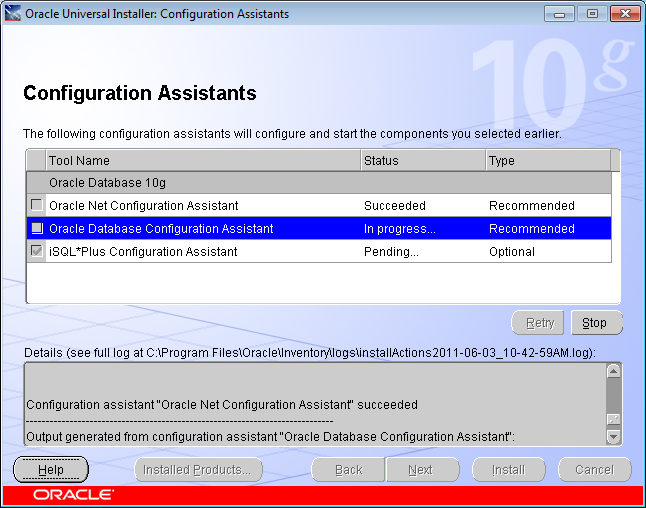 Oracle Universal Installer: Configuration Assistants
10g
Configuration Assistants
The following configuration assistants will configure and start the components you selected earlier.
Tool Name Status Type
Oracle Database 10g
Oracle Net Configuration Assistant Succeeded Recommended
Oracle Database Configuration Assistant In progress... Recommended
iSQL*Plus Configuration Assistant Pending... Optional
Retry Stop
Details (see full log at C:\Program Files\Oracle\Inventory\logs\installActions2011-06-03_10-42-59AM.log):
Configuration assistant "Oracle Net Configuration Assistant" succeeded
-----------------------------------------------------------------------------
Output generated from configuration assistant "Oracle Database Configuration Assistant":
Help Installed Products... Back Next Install Cancel
ORACLE